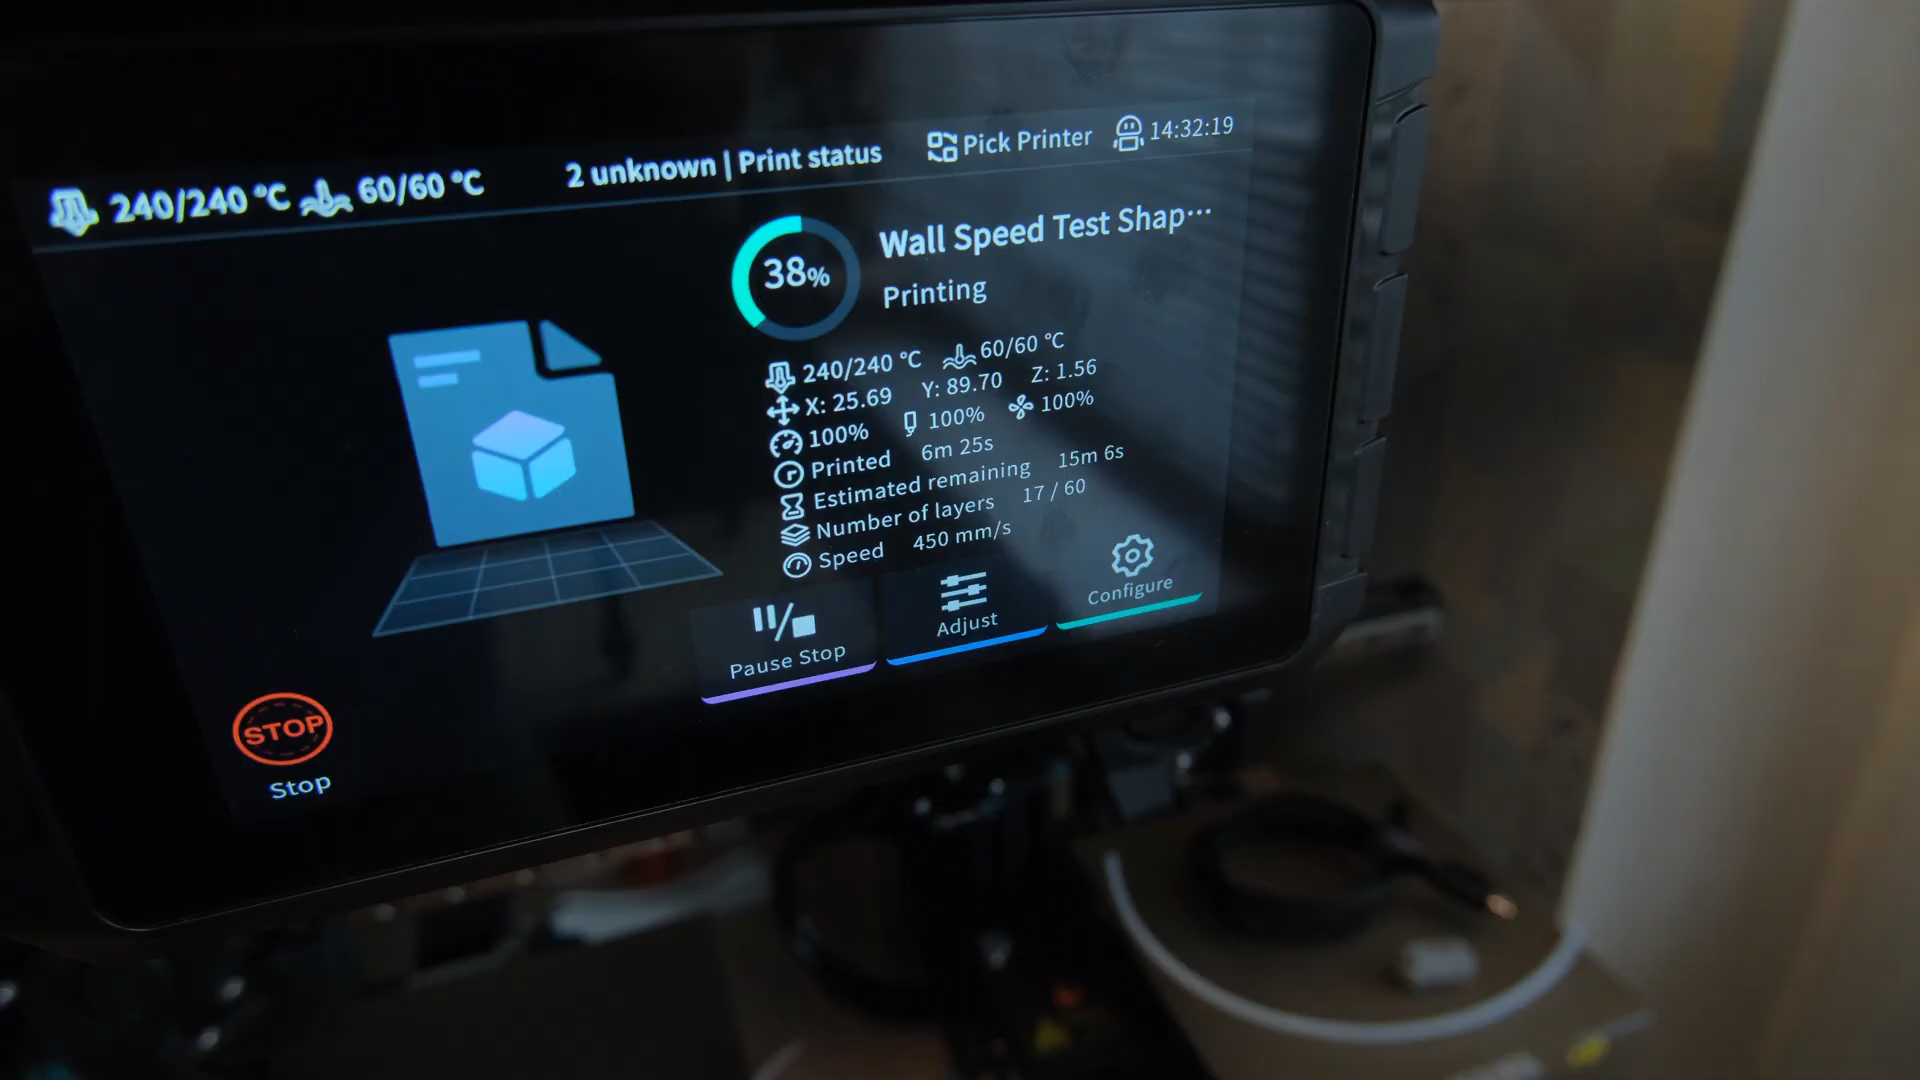 240/240 °C 60/60 °C 2 unknown | Print status Pick Printer 14:32:19
38% Wall Speed Test Shap…
Printing
240/240 °C 60/60 °C
X: 25.69 Y: 89.70 Z: 1.56
100% 100% 100%
Printed 6m 25s
Estimated remaining 15m 6s
Number of layers 17 / 60
Speed 450 mm/s
Pause Stop Adjust Configure
STOP
Stop